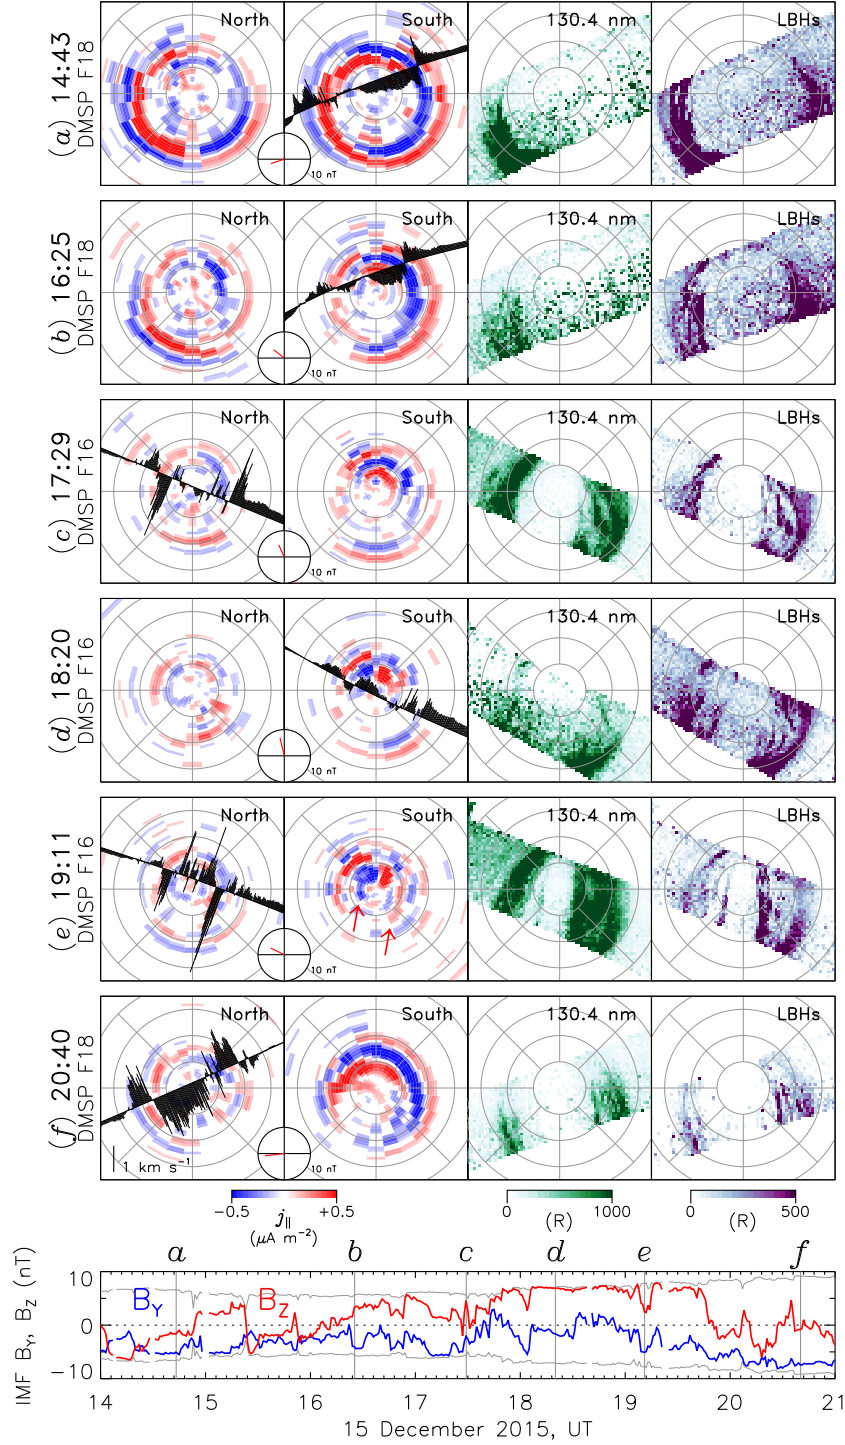 (a) 14:43
DMSP F18
North
South
130.4 nm
LBHs
10 nT
(b) 16:25
DMSP F18
North
South
130.4 nm
LBHs
10 nT
(c) 17:29
DMSP F16
North
South
130.4 nm
LBHs
10 nT
(d) 18:20
DMSP F16
North
South
130.4 nm
LBHs
10 nT
(e) 19:11
DMSP F16
North
South
130.4 nm
LBHs
10 nT
(f) 20:40
DMSP F18
North
South
130.4 nm
LBHs
1 km s⁻¹
10 nT
−0.5 j∥ +0.5
(μA m⁻²)
0 (R) 1000
0 (R) 500
a b c d e f
IMF BY, BZ (nT)
10
0
−10
BY
BZ
14 15 16 17 18 19 20 21
15 December 2015, UT